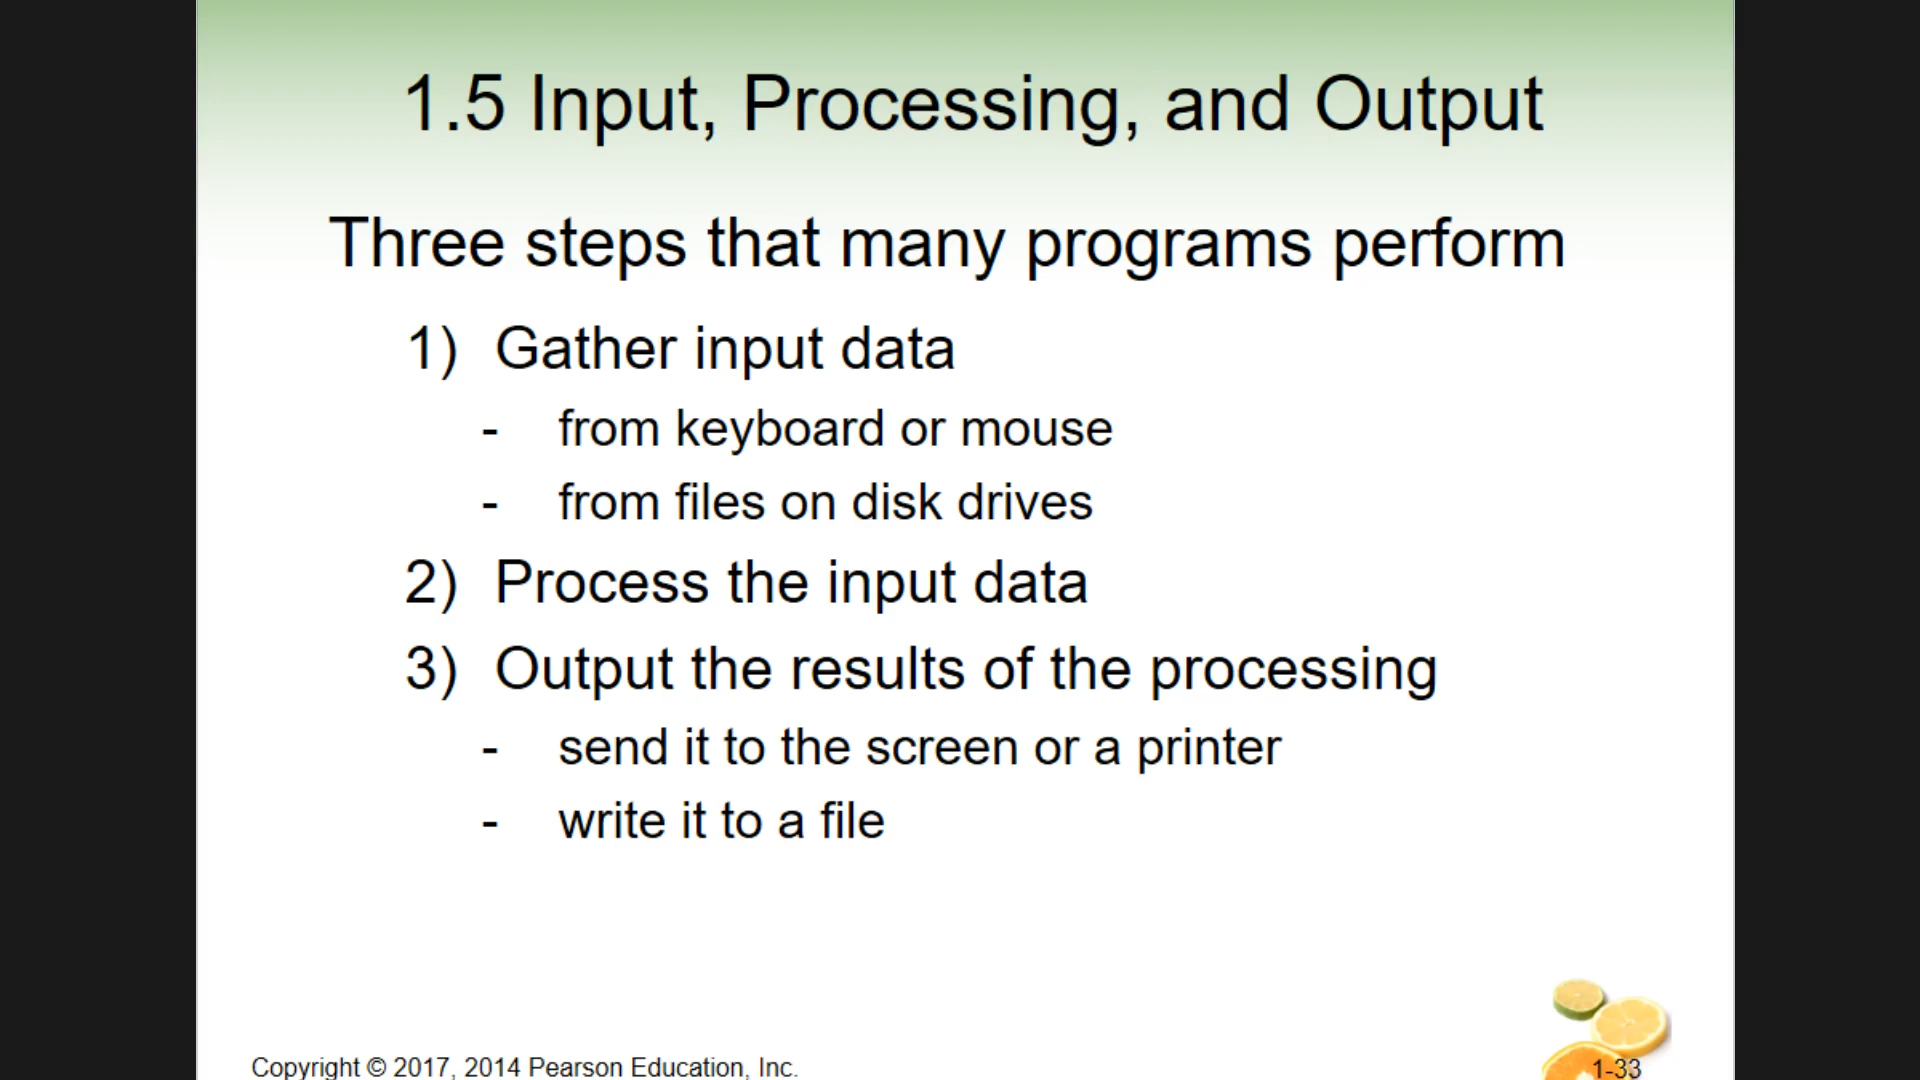 1.5 Input, Processing, and Output
Three steps that many programs perform
1) Gather input data
- from keyboard or mouse
- from files on disk drives
2) Process the input data
3) Output the results of the processing
- send it to the screen or a printer
- write it to a file
Copyright © 2017, 2014 Pearson Education, Inc.
1-33